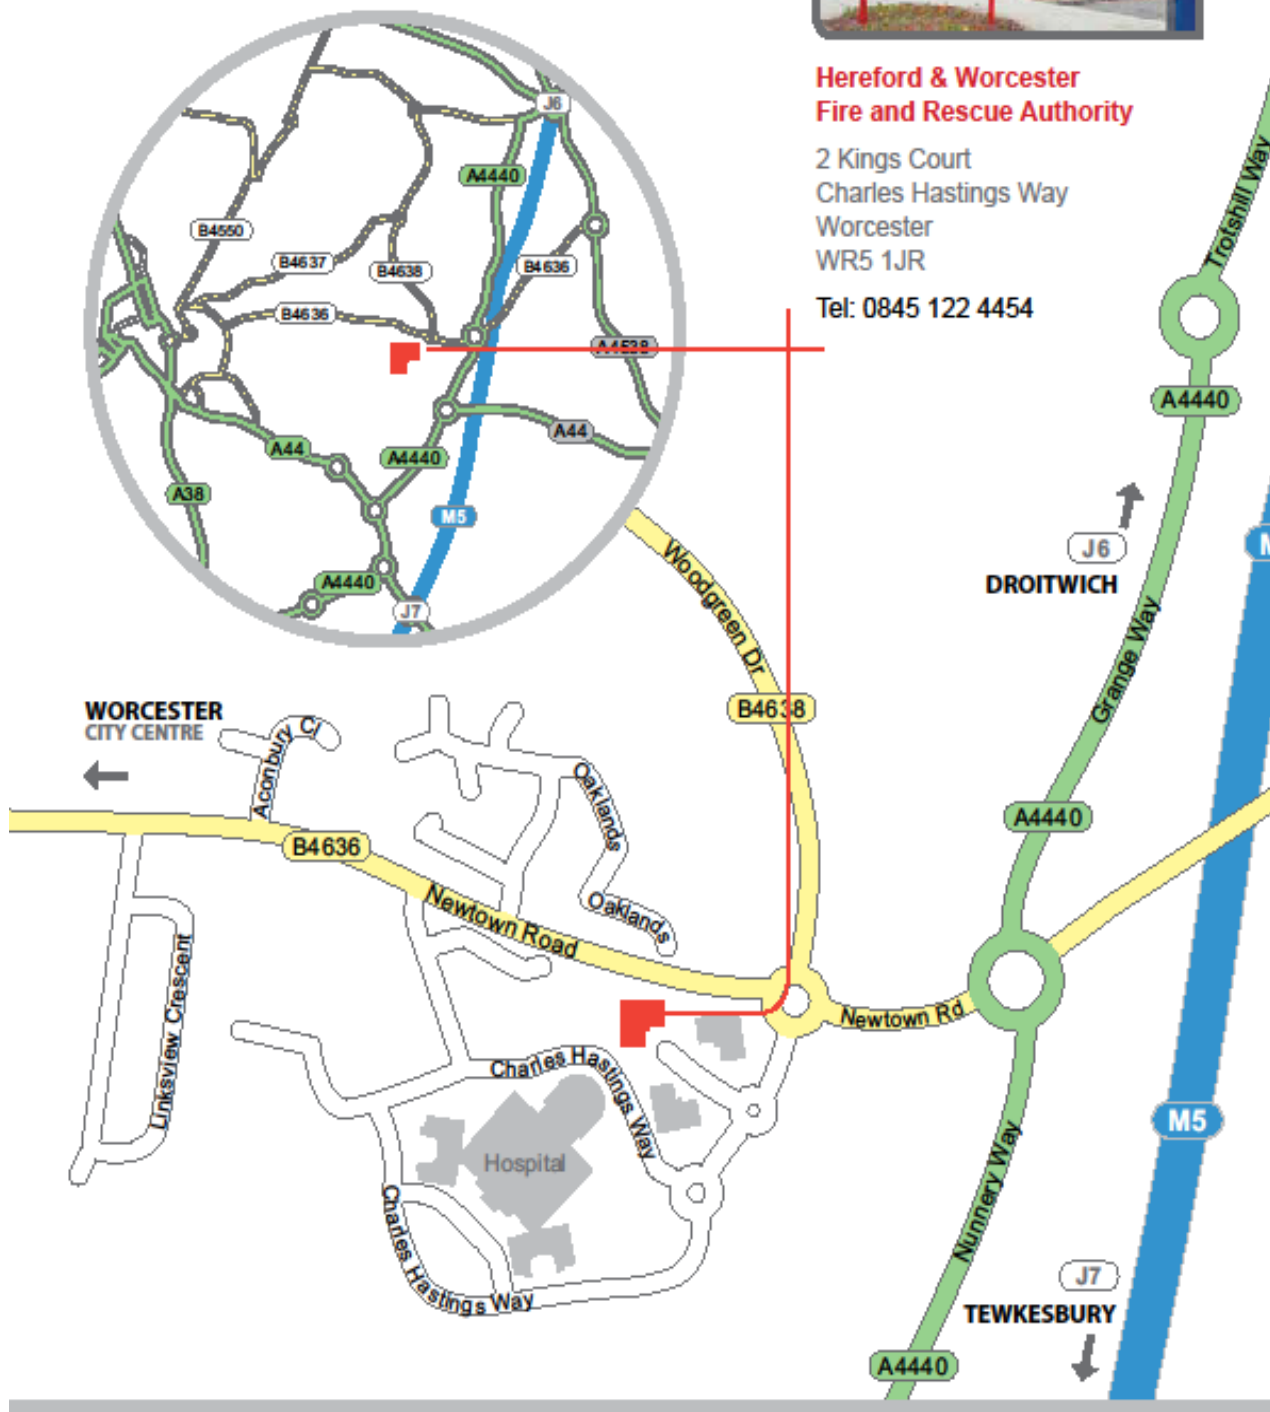 Hereford & Worcester
Fire and Rescue Authority
2 Kings Court
Charles Hastings Way
Worcester
WR5 1JR
Tel: 0845 122 4454
J6
A4440
B4550
B4637
B4638
B4636
B4636
A4538
A44
A44
A4440
A38
M5
A4440
J7
Trotshill Way
A4440
J6
DROITWICH
Woodgreen Dr
B4638
Grange Way
A4440
WORCESTER
CITY CENTRE
Aconbury Cl
B4636
Newtown Road
Oaklands
Oaklands
Linksview Crescent
Newtown Rd
Charles Hastings Way
Hospital
Charles Hastings Way
Nunnery Way
M5
J7
TEWKESBURY
A4440